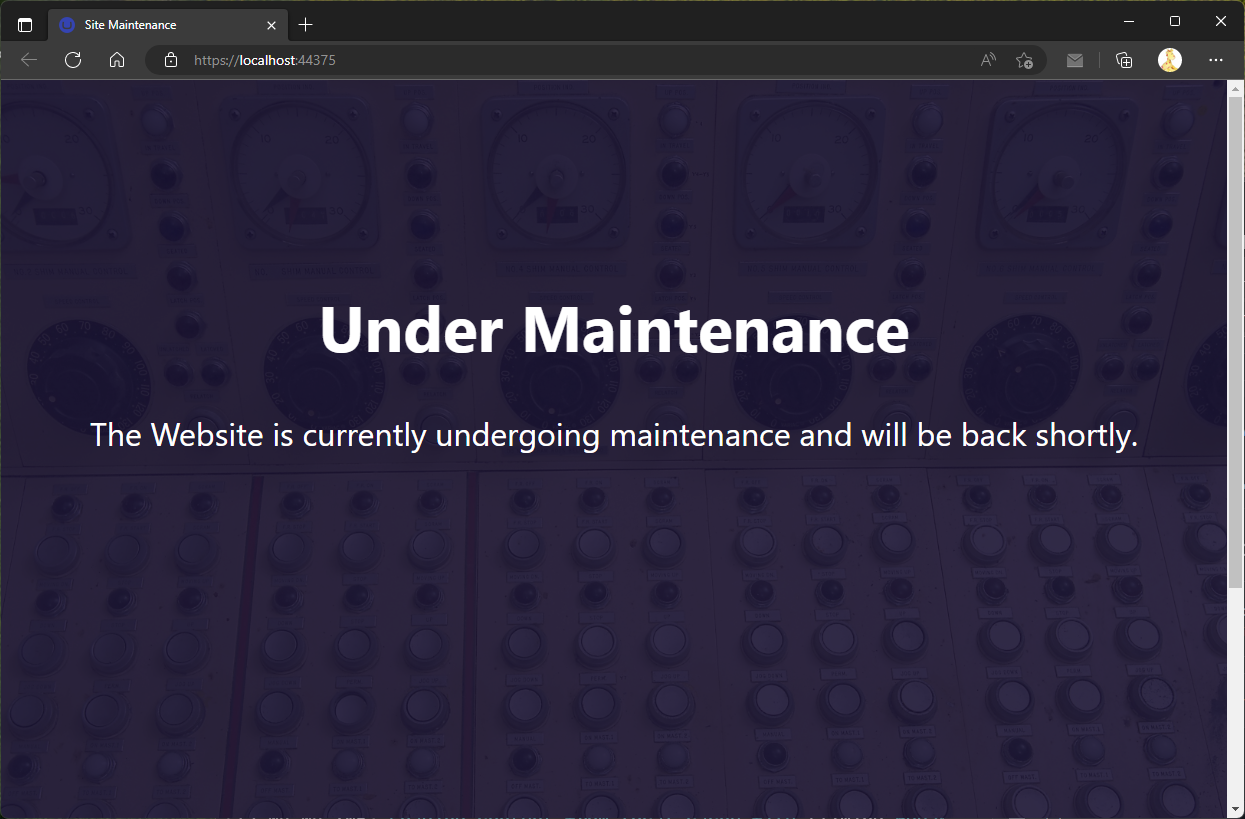 Site Maintenance
https://localhost:44375
Under Maintenance
The Website is currently undergoing maintenance and will be back shortly.